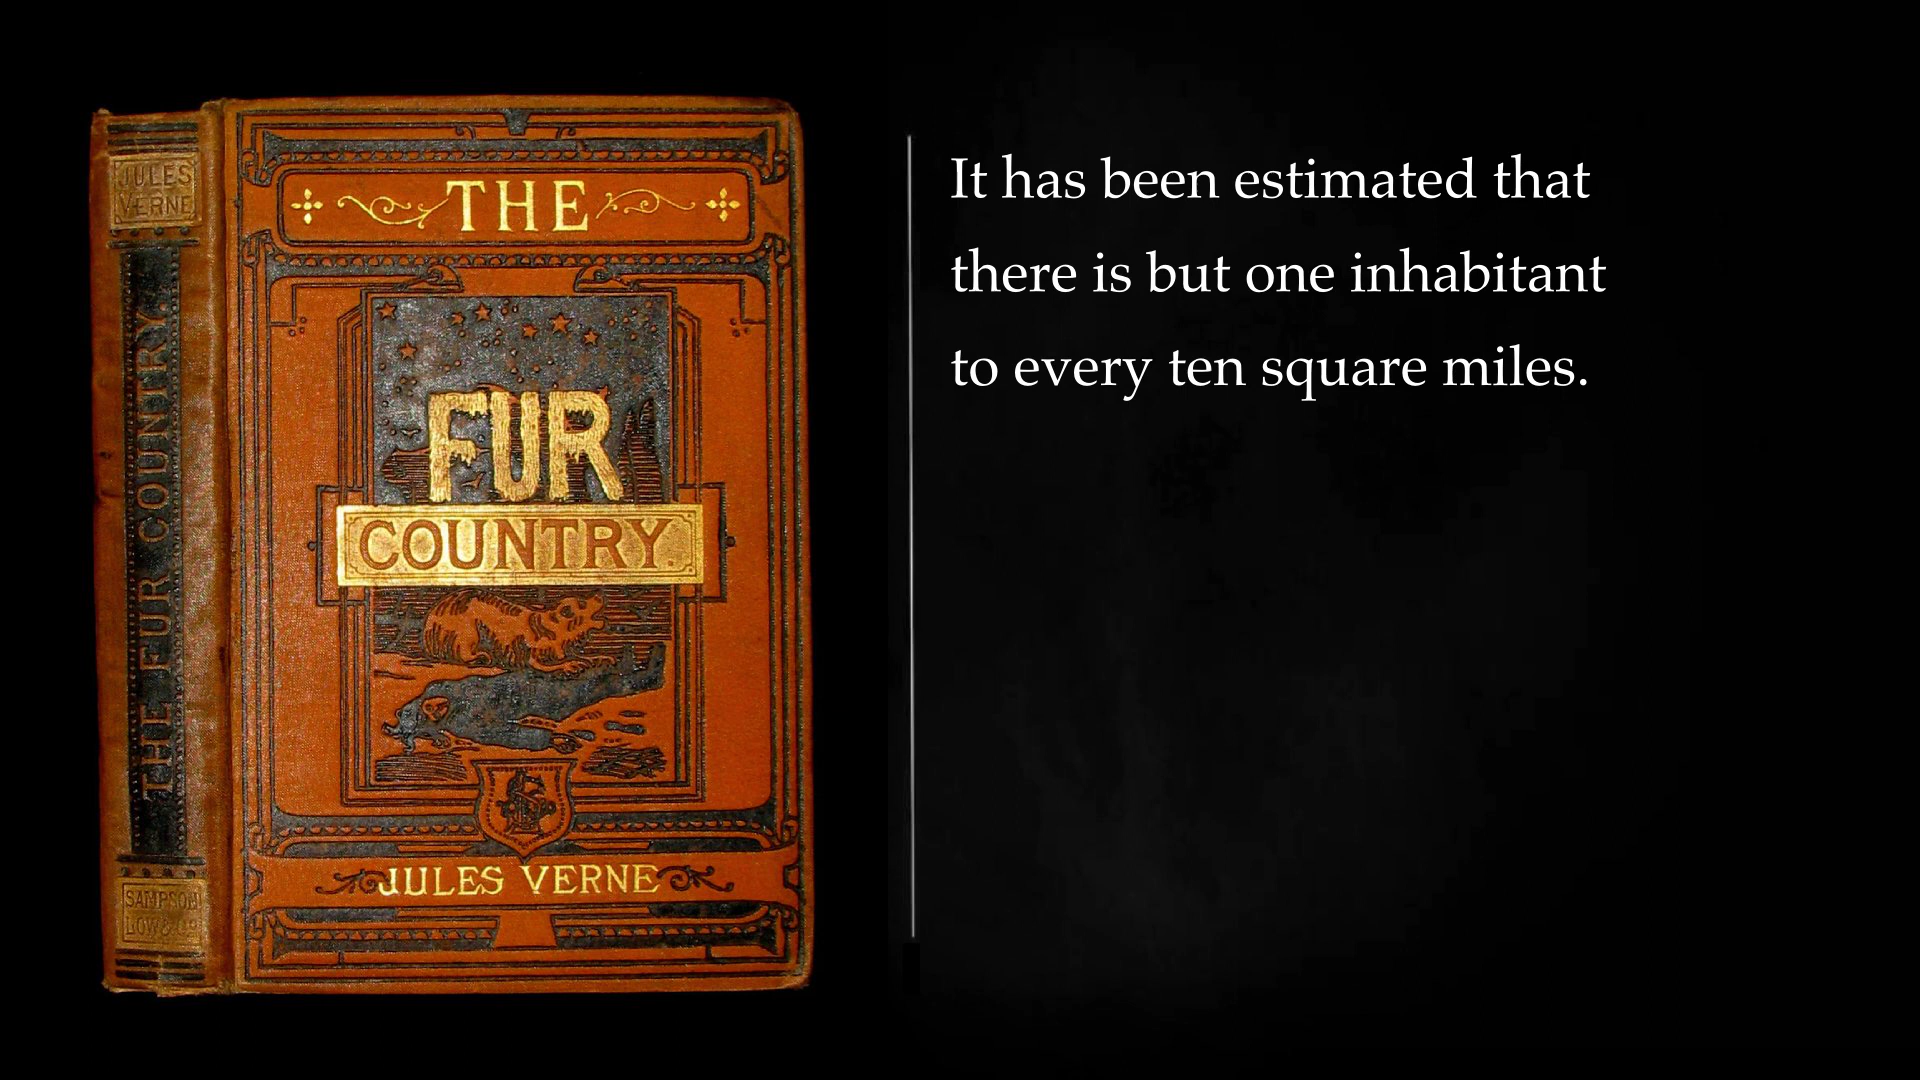 JULES
VERNE
THE FUR COUNTRY.
SAMPSON
LOW & Co
THE
FUR
COUNTRY.
JULES VERNE
It has been estimated that
there is but one inhabitant
to every ten square miles.